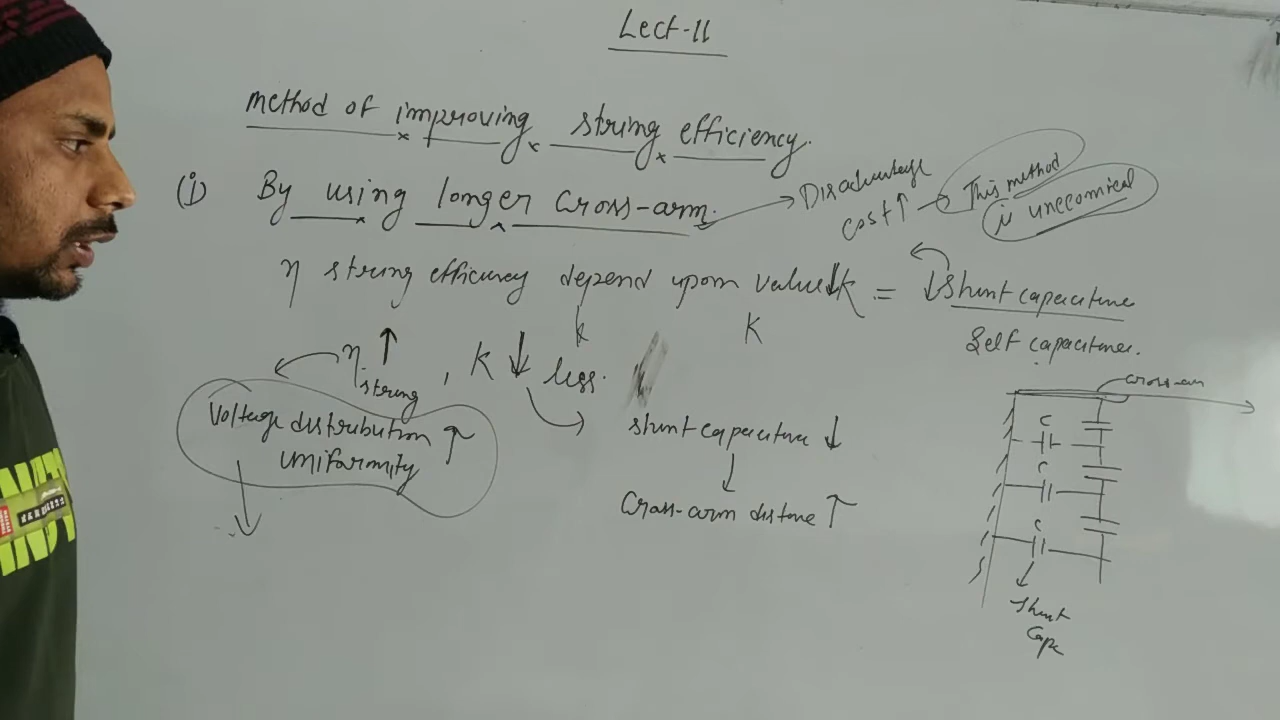 Lect-11
method of improving string efficiency.
(i) By using longer cross-arm.
Disadvantage
cost↑ → This method
is unecomical
η string efficiency depend upon value↓k = ↓Shunt capacitance
k
K
Self capacitance.
η↑ string, K↓ less.
Voltage distribution ↑
uniformity
shunt capacitance ↓
Cross-arm distance ↑
cross-arm
C
C
C
shunt
Capc